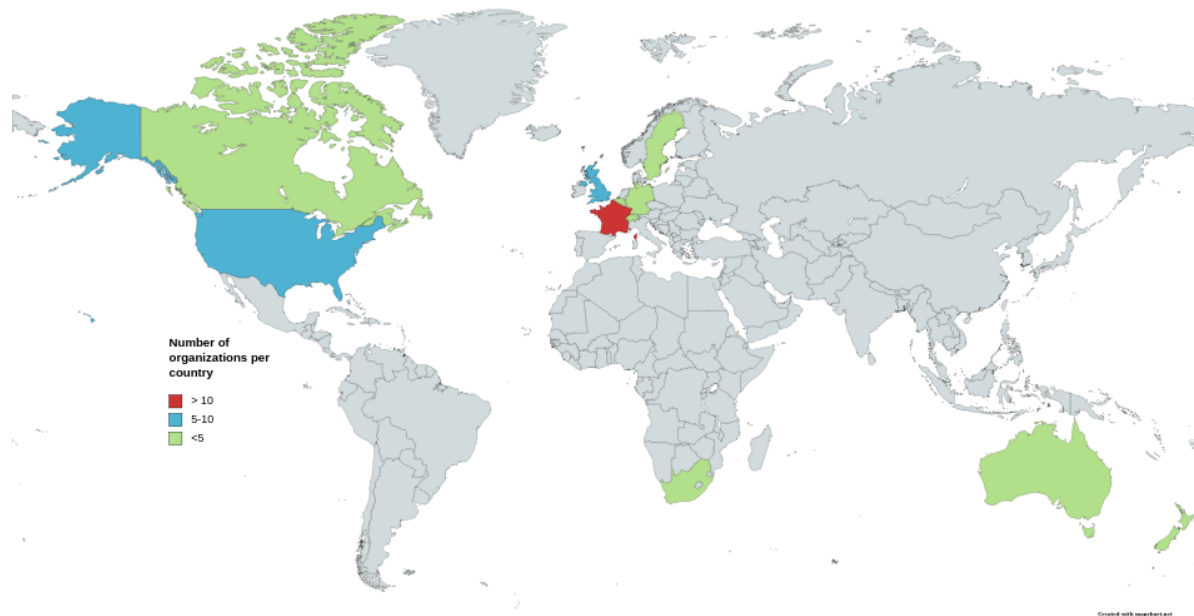 Number of
organizations per
country
> 10
5-10
<5
Created with mapchart.net